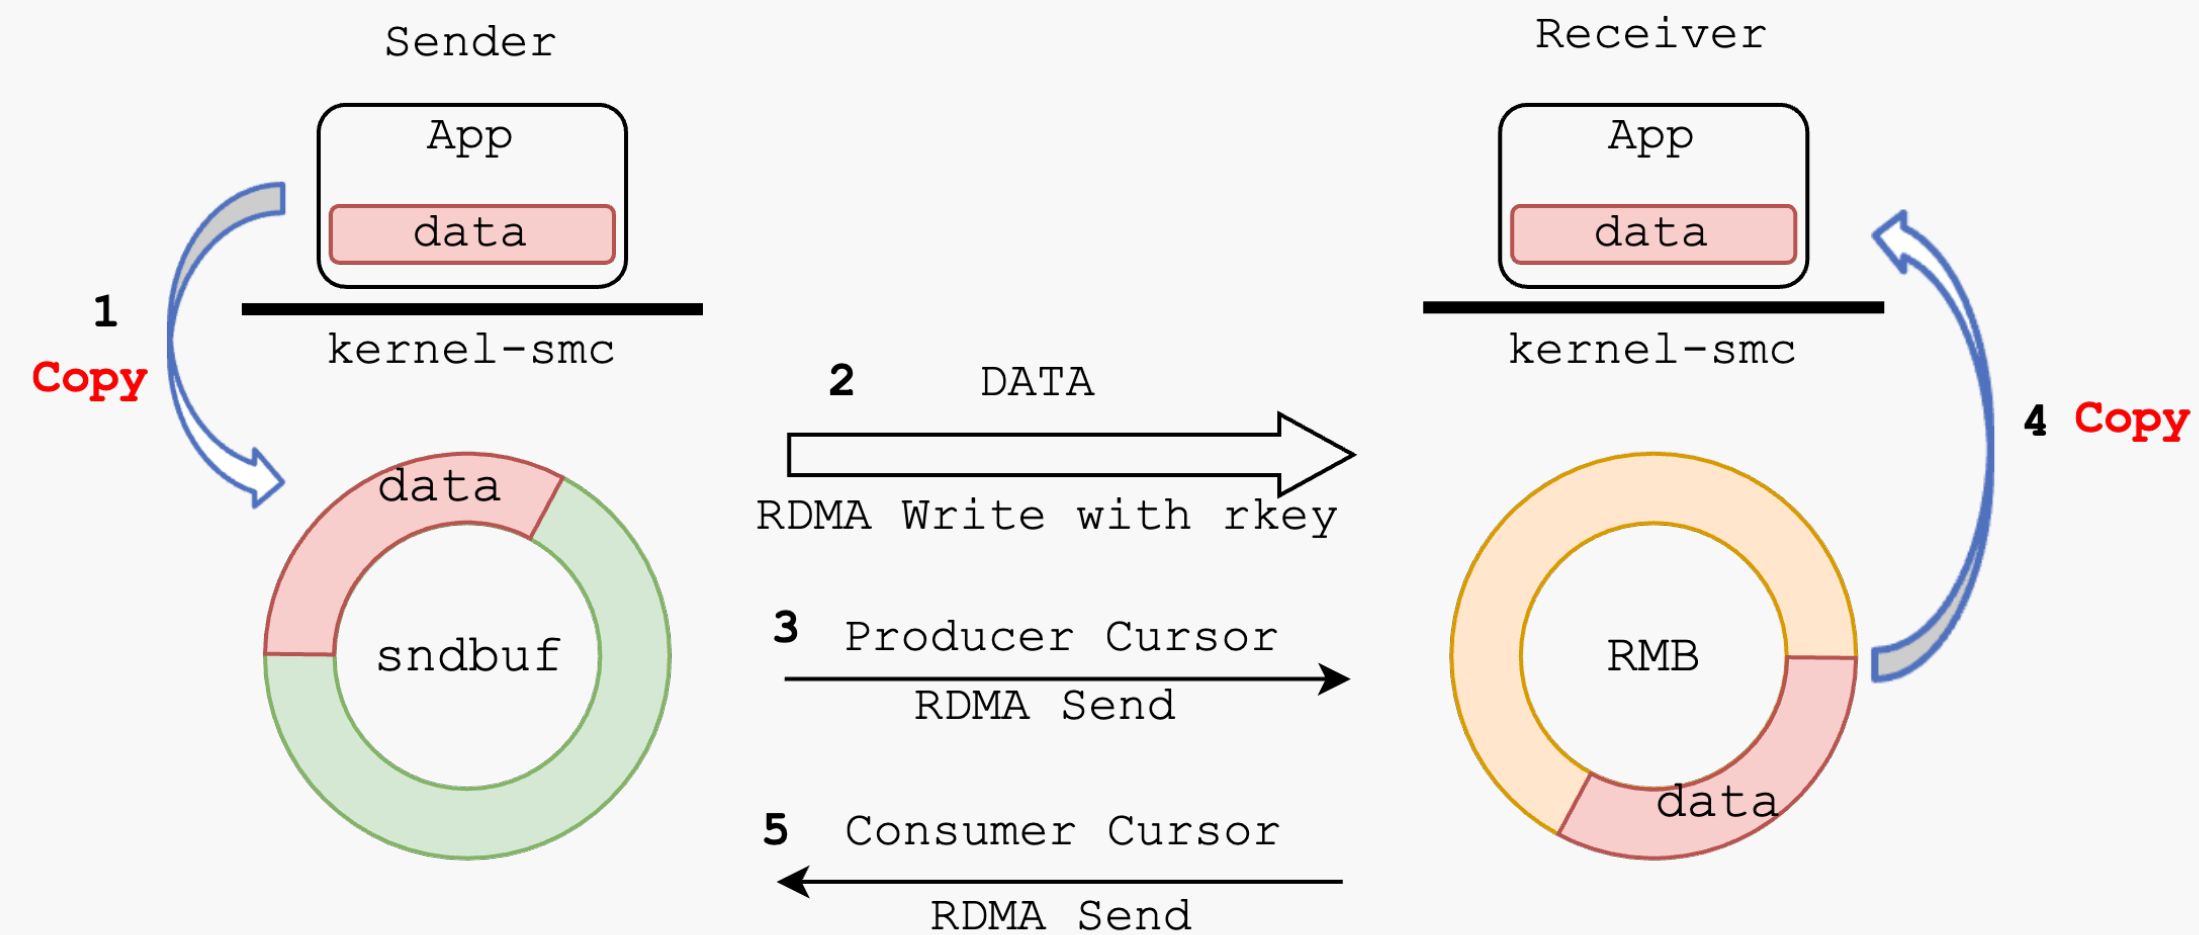 Sender
App
data
kernel-smc
1
Copy
data
sndbuf
2 DATA
RDMA Write with rkey
3 Producer Cursor
RDMA Send
5 Consumer Cursor
RDMA Send
Receiver
App
data
kernel-smc
4 Copy
RMB
data